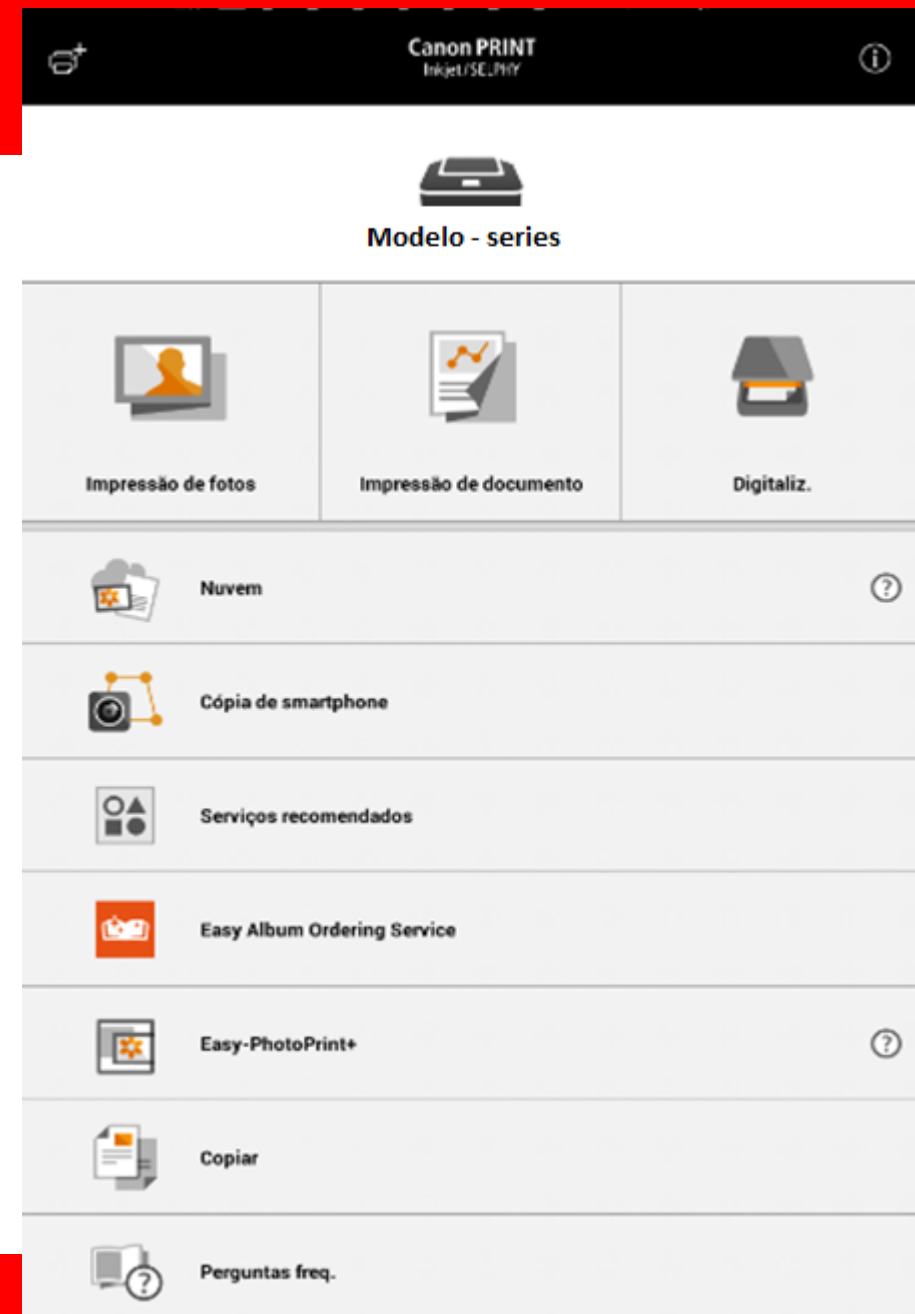 Canon PRINT
Inkjet/SELPHY
Modelo - series
Impressão de fotos
Impressão de documento
Digitaliz.
Nuvem
Cópia de smartphone
Serviços recomendados
Easy Album Ordering Service
Easy-PhotoPrint+
Copiar
Perguntas freq.